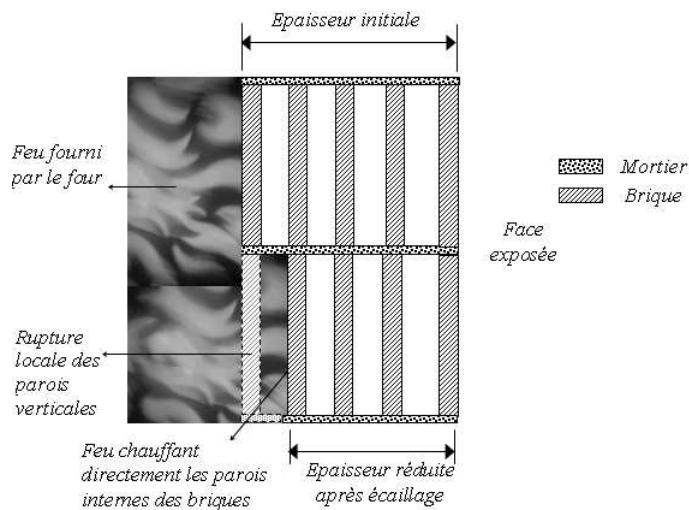 Epaisseur initiale
Feu fourni
par le four
Mortier
Brique
Face
exposée
Rupture
locale des
parois
verticales
Feu chauffant
directement les parois
internes des briques
Epaisseur réduite
après écaillage